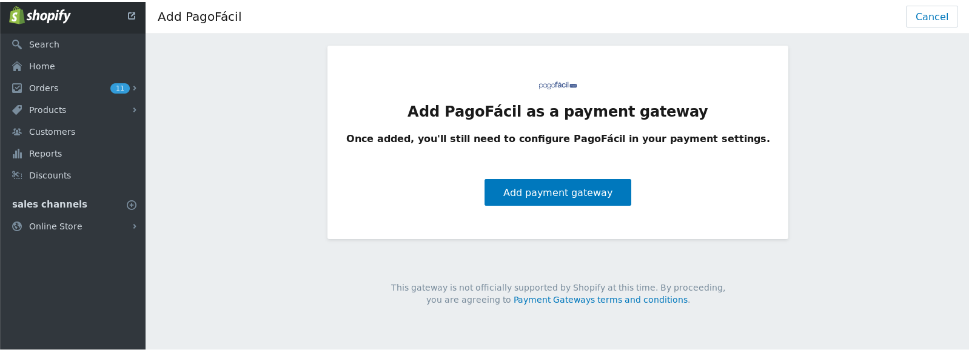 shopify
Search
Home
Orders 11
Products
Customers
Reports
Discounts
sales channels
Online Store
Add PagoFácil
Cancel
pagofácil
Add PagoFácil as a payment gateway
Once added, you'll still need to configure PagoFácil in your payment settings.
Add payment gateway
This gateway is not officially supported by Shopify at this time. By proceeding,
you are agreeing to Payment Gateways terms and conditions.